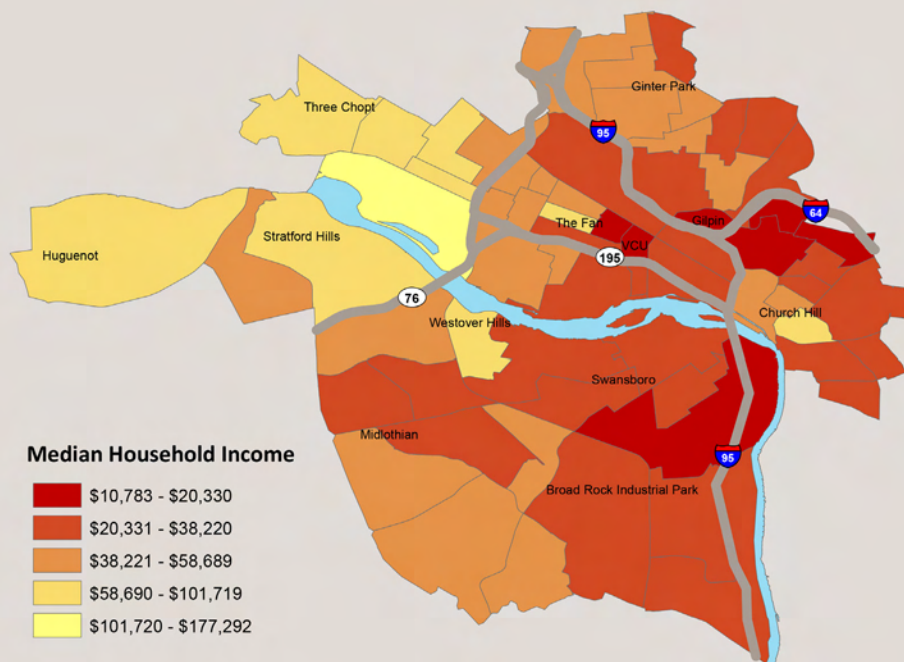 Ginter Park
Three Chopt
95
64
Gilpin
The Fan
VCU
Stratford Hills
Huguenot
195
76
Church Hill
Westover Hills
Swansboro
Midlothian
95
Broad Rock Industrial Park
Median Household Income
$10,783 - $20,330
$20,331 - $38,220
$38,221 - $58,689
$58,690 - $101,719
$101,720 - $177,292